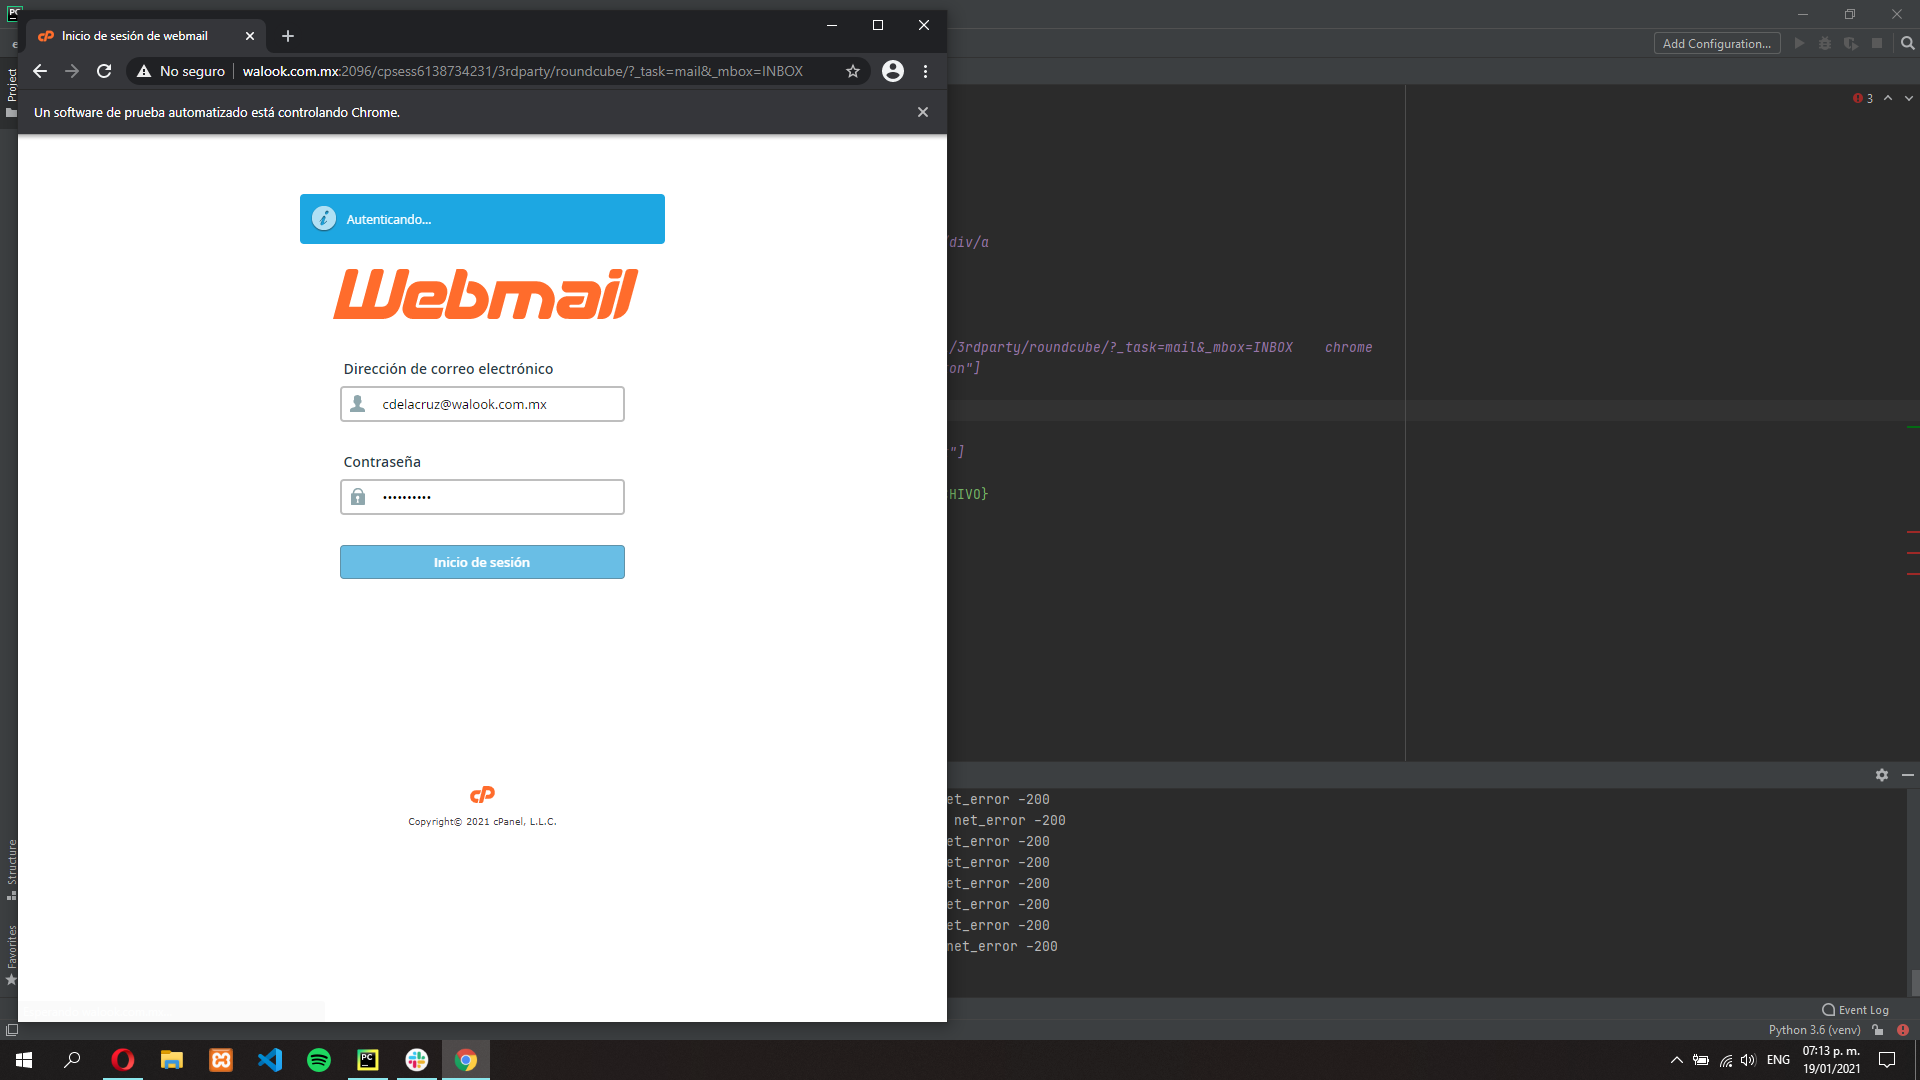 Inicio de sesión de webmail
No seguro
walook.com.mx:2096/cpsess6138734231/3rdparty/roundcube/?_task=mail&_mbox=INBOX
Un software de prueba automatizado está controlando Chrome.
Autenticando...
Webmail
Dirección de correo electrónico
cdelacruz@walook.com.mx
Contraseña
••••••••••
Inicio de sesión
cP
Copyright© 2021 cPanel, L.L.C.
PC
Project
Structure
Favorites
Add Configuration...
3
div/a
/3rdparty/roundcube/?_task=mail&_mbox=INBOX    chrome
on"]
"]
HIVO}
et_error -200
net_error -200
et_error -200
et_error -200
et_error -200
et_error -200
et_error -200
net_error -200
Event Log
Python 3.6 (venv)
PC
ENG
07:13 p. m.
19/01/2021